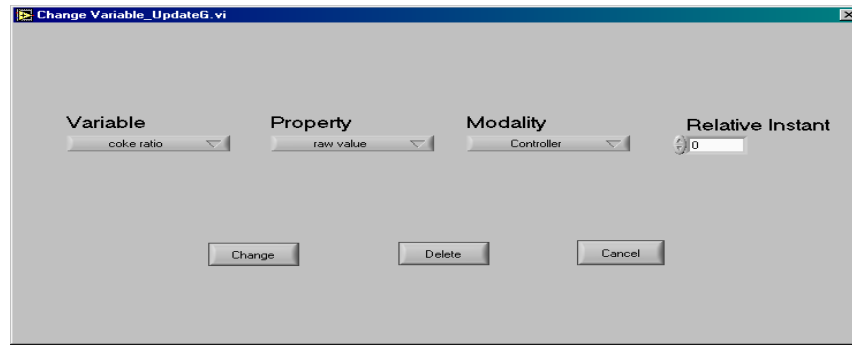 Change Variable_UpdateG.vi
Variable Property Modality Relative Instant
coke ratio raw value Controller 0
Change Delete Cancel